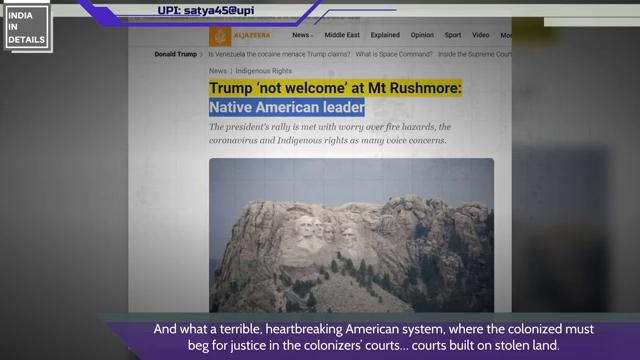 INDIA
IN
DETAILS
UPI: satya45@upi
ALJAZEERA News Middle East Explained Opinion Sport Video
Donald Trump Is Venezuela the cocaine menace Trump claims? What is Space Command? Inside the Supreme Court
News | Indigenous Rights
Trump ‘not welcome’ at Mt Rushmore:
Native American leader
The president’s rally is met with worry over fire hazards, the
coronavirus and Indigenous rights as many voice concerns.
And what a terrible, heartbreaking American system, where the colonized must
beg for justice in the colonizers’ courts... courts built on stolen land.